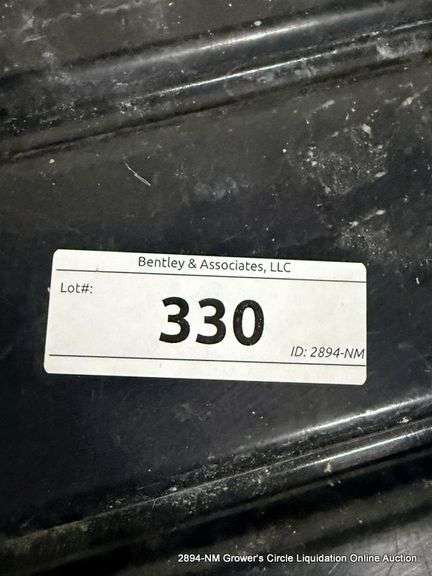 Bentley & Associates, LLC
Lot#:
330
ID: 2894-NM
2894-NM Grower's Circle Liquidation Online Auction